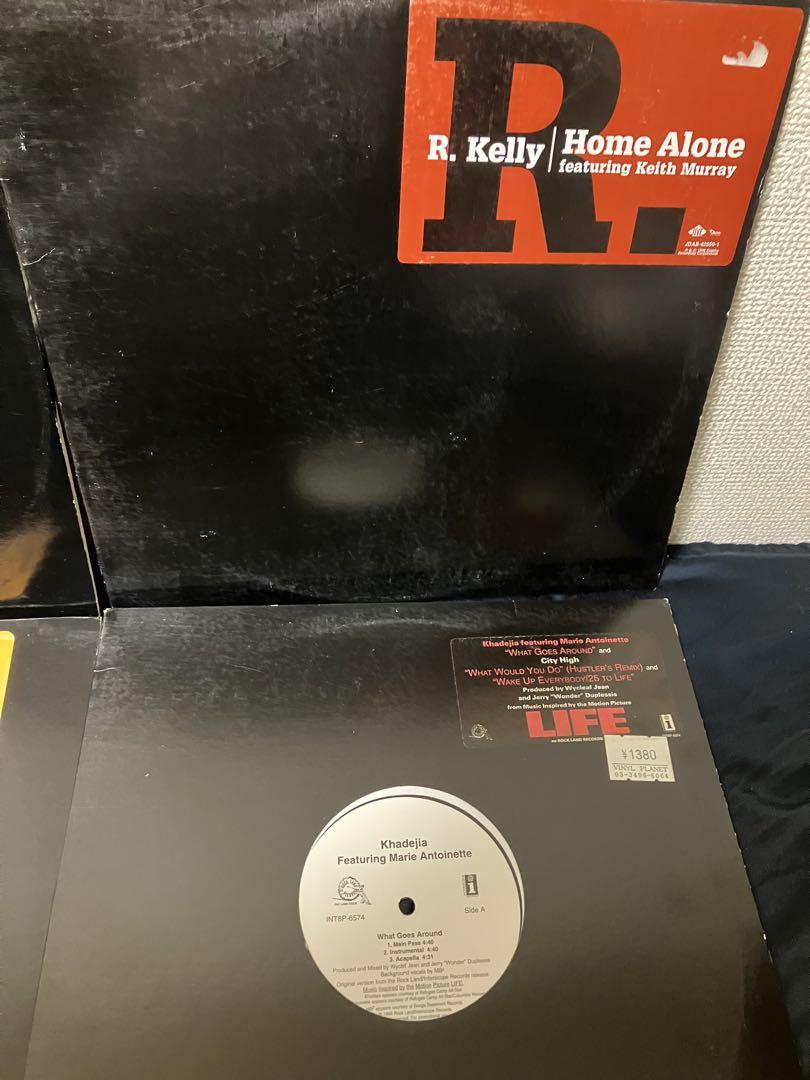 R.
R. Kelly | Home Alone
featuring Keith Murray
JDAB-42559-1
Khadejia featuring Marie Antoinette
"WHAT GOES AROUND" and
City High
"WHAT WOULD YOU DO" (HUSTLER'S REMIX) and
"WAKE UP EVERYBODY/25 TO LIFE"
Produced by Wycleaf Jean
and Jerry "Wonder" Duplessis
from Music Inspired by the Motion Picture
LIFE
ROCK LAND RECORDS
¥1380
VINYL PLANET
03-3496-6064
Khadejia
Featuring Marie Antoinette
INT8P-6574
Side A
What Goes Around
1. Main Pass 4:40
2. Instrumental 4:40
3. Acapella 4:31
Produced and Mixed by Wyclef Jean and Jerry "Wonder" Duplessis
Background vocals by MB²
Original version from the Rock Land/Interscope Records release
Music Inspired by the Motion Picture LIFE.